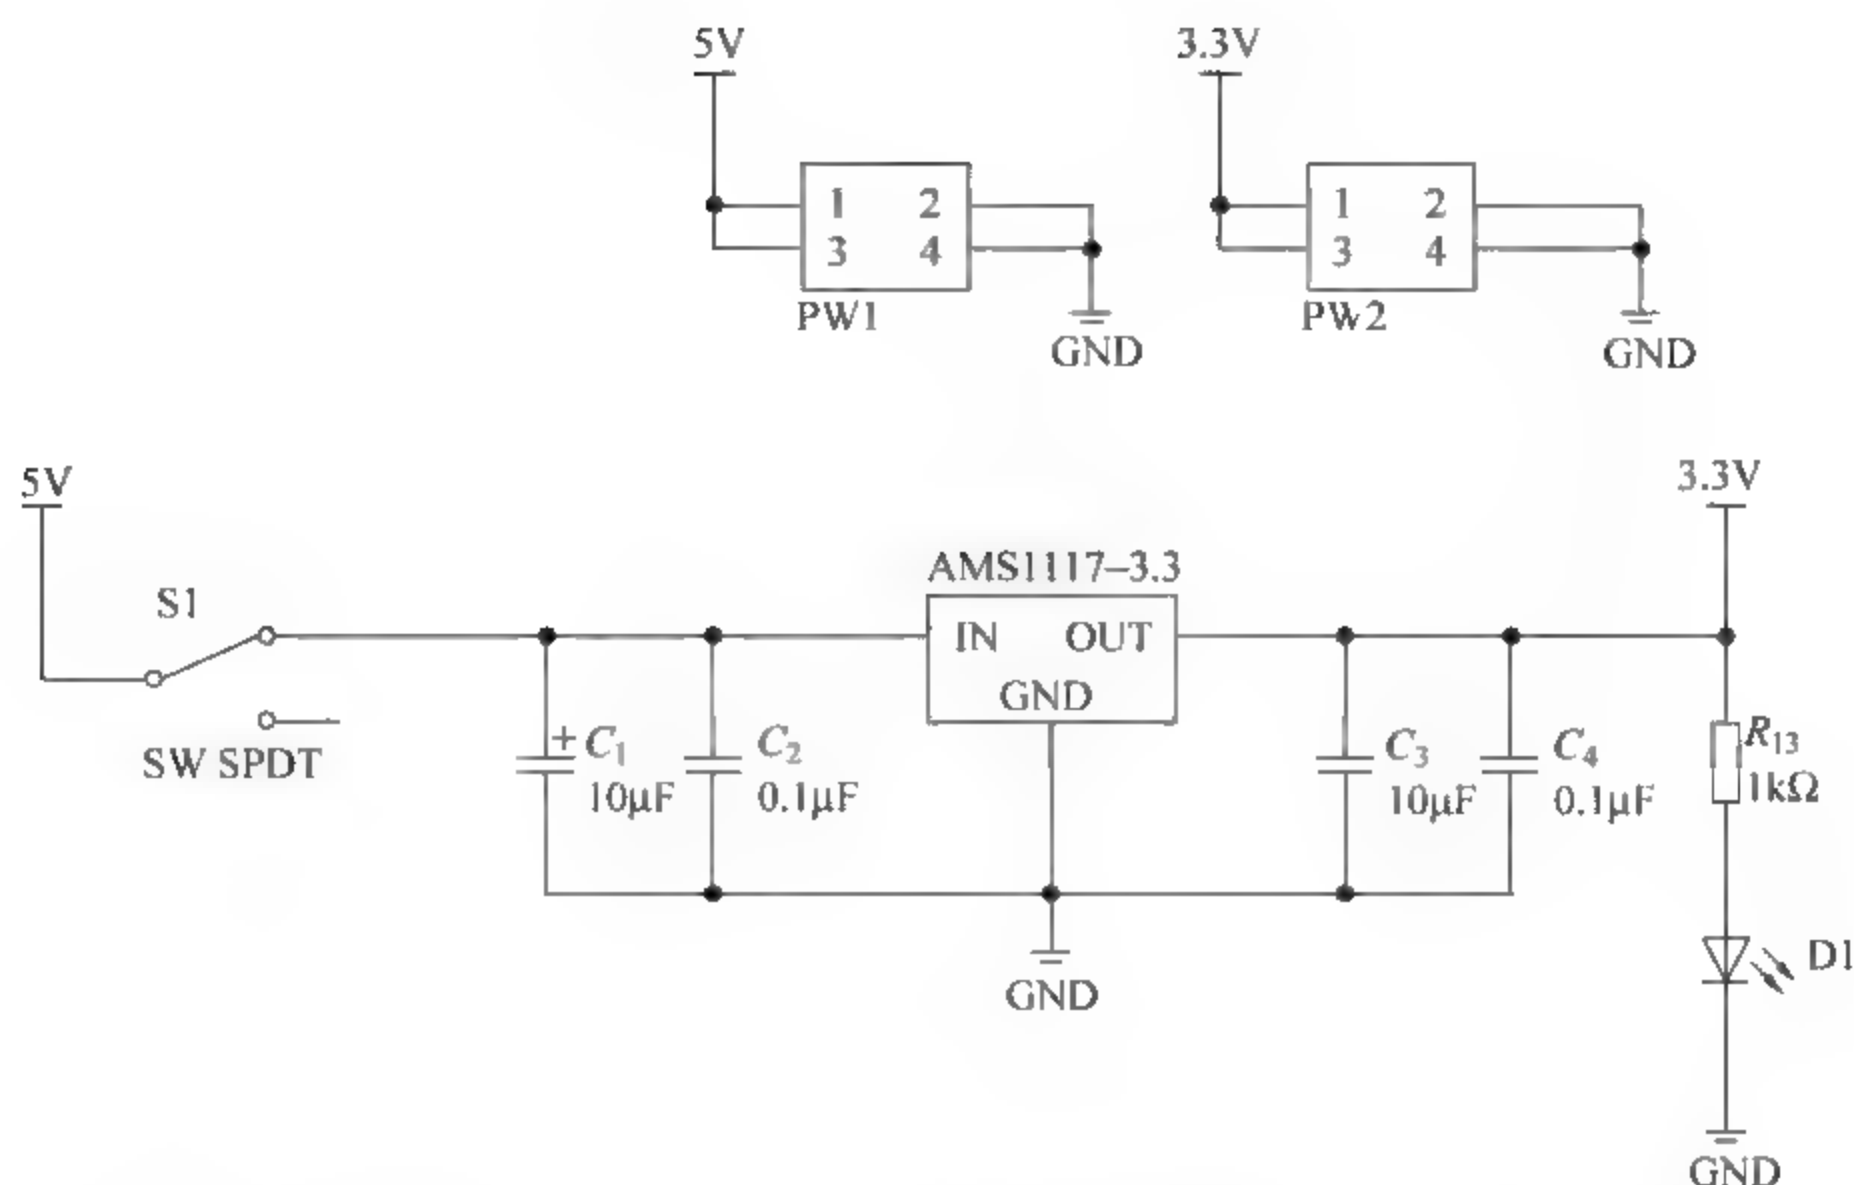 5V
3.3V
1 2
3 4
PW1
GND
1 2
3 4
PW2
GND
5V
3.3V
S1
SW SPDT
AMS1117–3.3
IN OUT
GND
+ C₁
10μF
C₂
0.1μF
C₃
10μF
C₄
0.1μF
R₁₃
1kΩ
D1
GND
GND